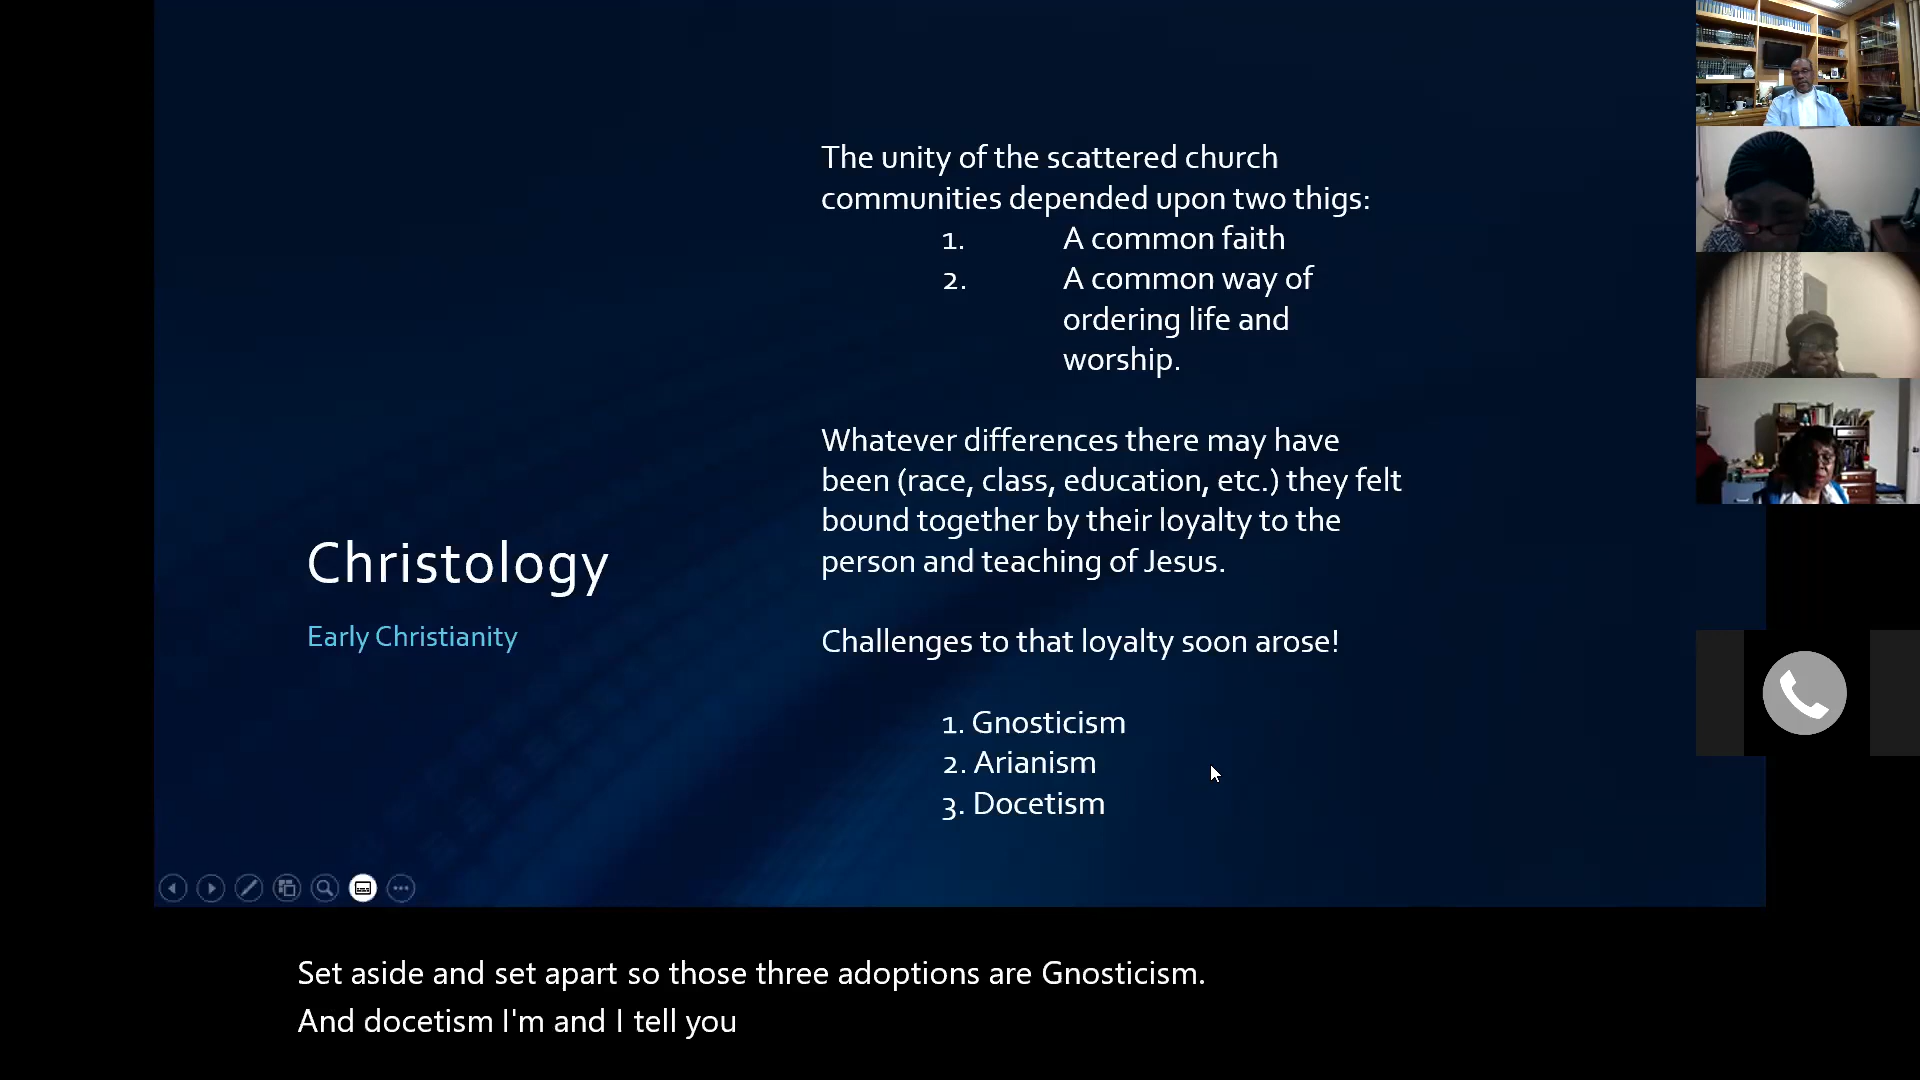 The unity of the scattered church
communities depended upon two thigs:
1. A common faith
2. A common way of
ordering life and
worship.
Whatever differences there may have
been (race, class, education, etc.) they felt
bound together by their loyalty to the
person and teaching of Jesus.
Challenges to that loyalty soon arose!
1. Gnosticism
2. Arianism
3. Docetism
Christology
Early Christianity
Set aside and set apart so those three adoptions are Gnosticism.
And docetism I'm and I tell you